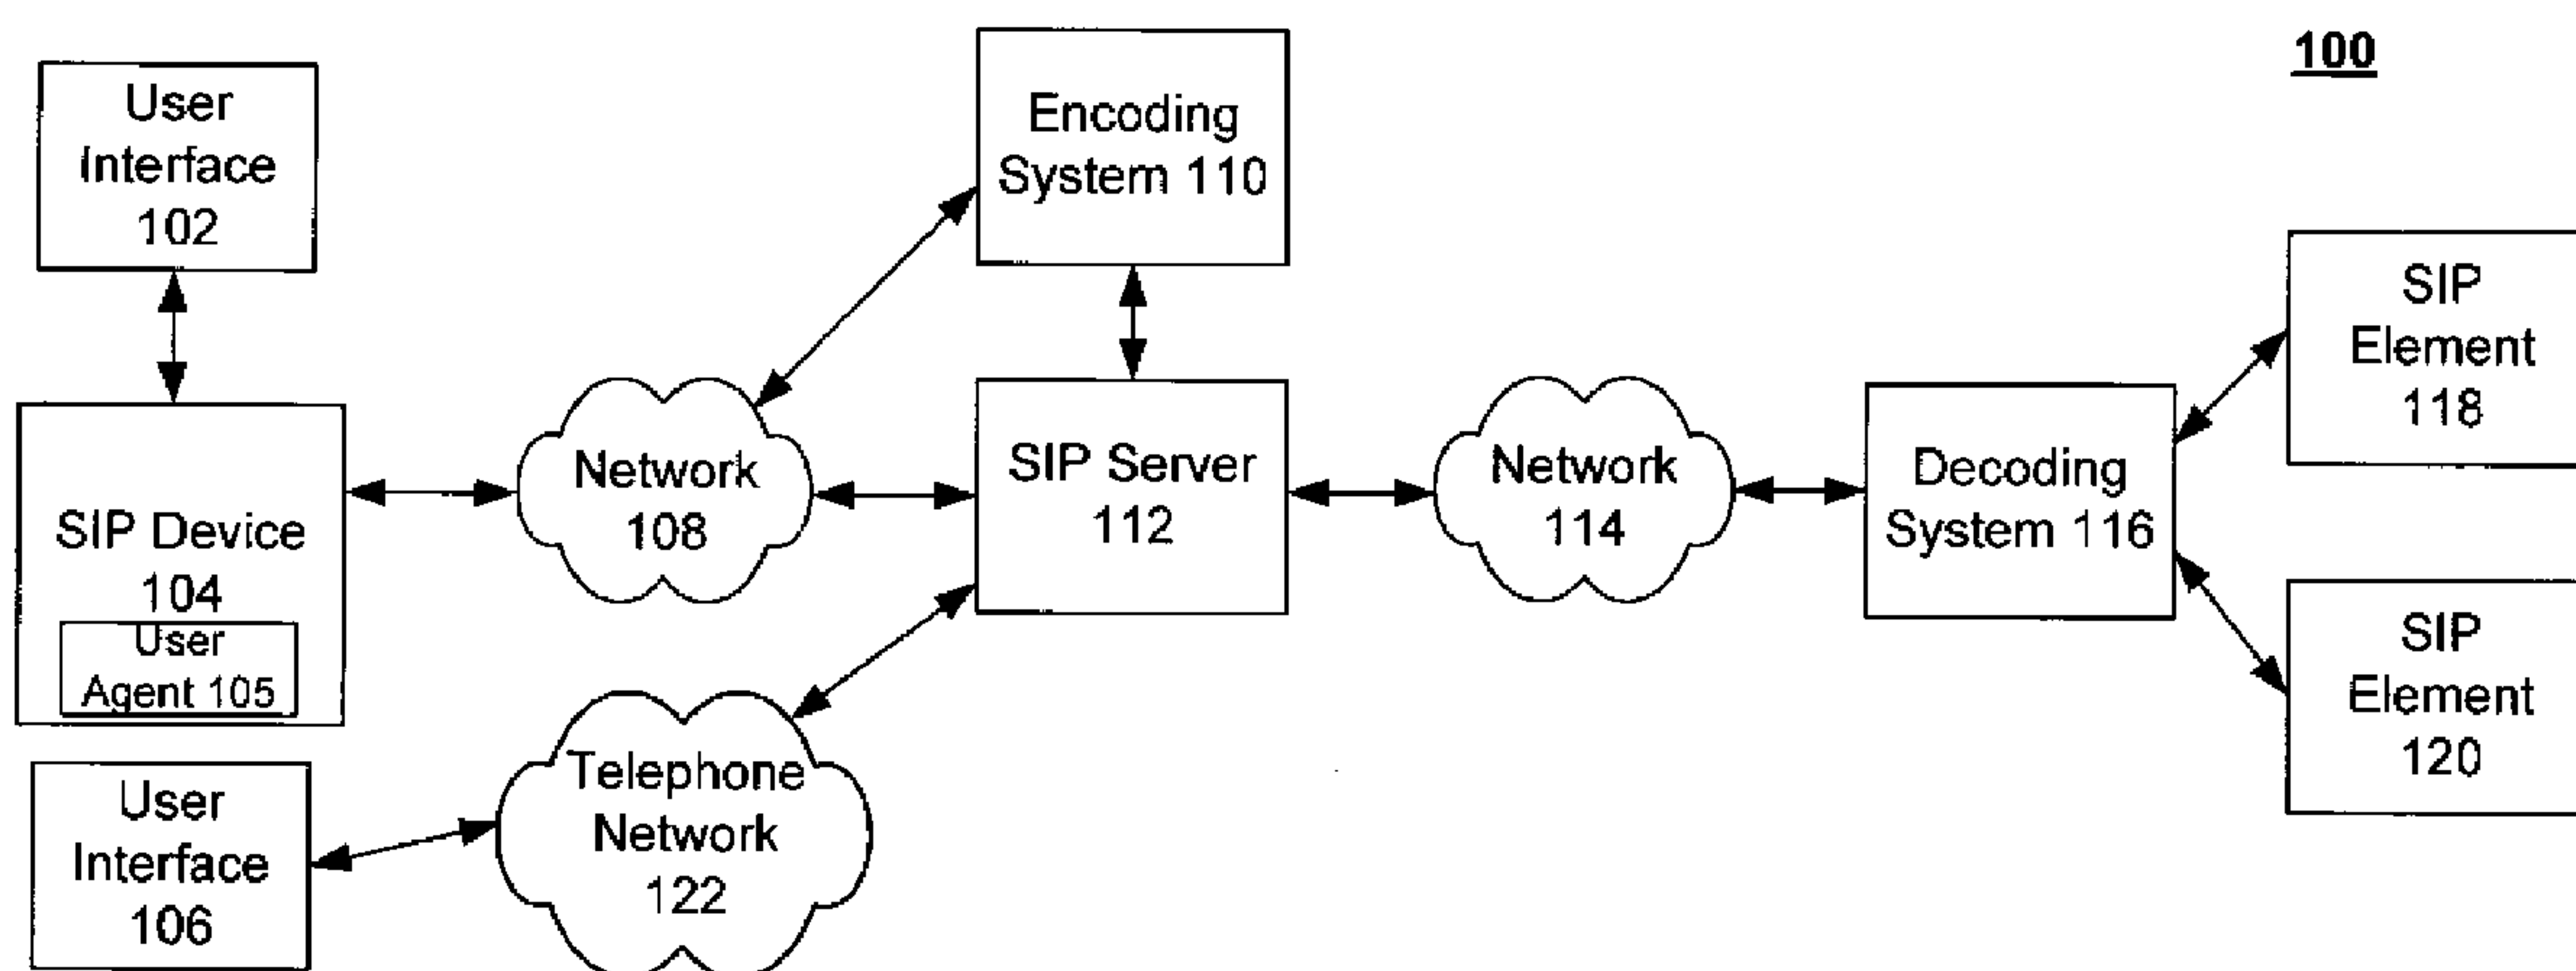 100
User
Interface
102
Encoding
System 110
SIP
Element
118
SIP Device
104
User
Agent 105
Network
108
SIP Server
112
Network
114
Decoding
System 116
SIP
Element
120
User
Interface
106
Telephone
Network
122